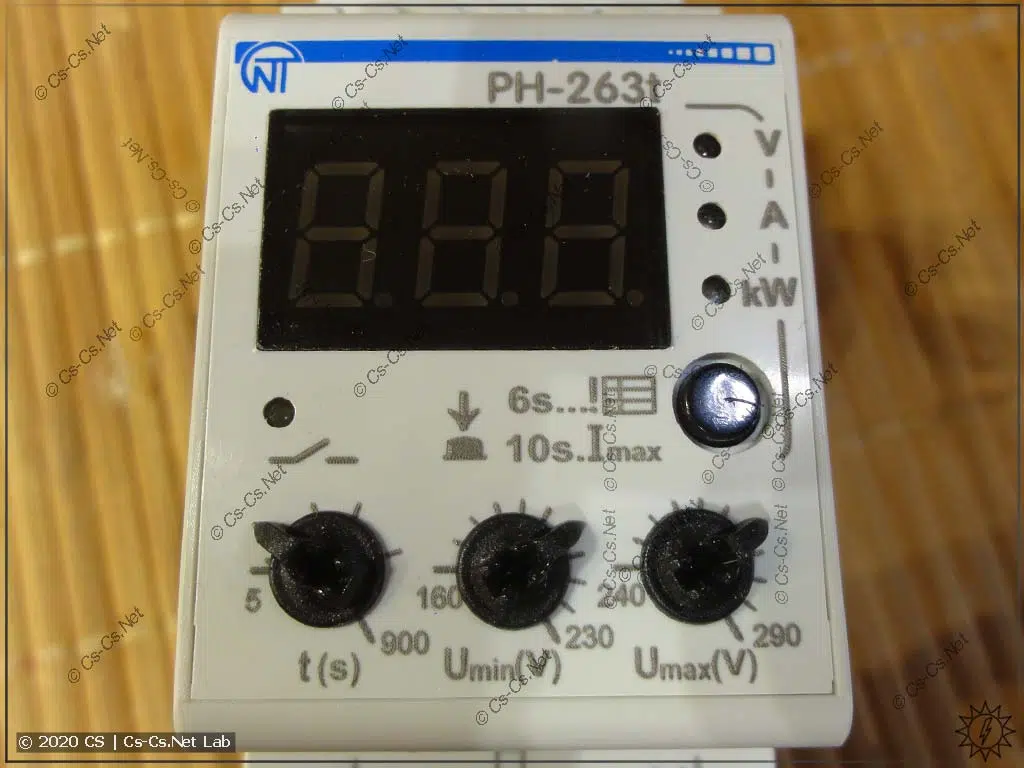 NT
PH-263t
V
A
kW
6s...!
10s.Imax
5
900
160
230
240
290
t(s)
Umin(V)
Umax(V)
© Cs-Cs.Net
© 2020 CS | Cs-Cs.Net Lab